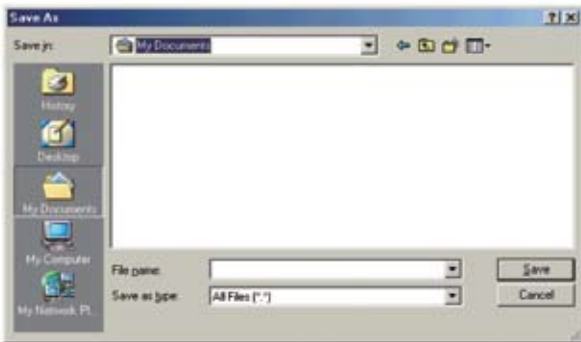 Save As
Save in:
My Documents
History
Desktop
My Documents
My Computer
My Network Pl...
File name:
Save
Save as type:
All Files (*.*)
Cancel